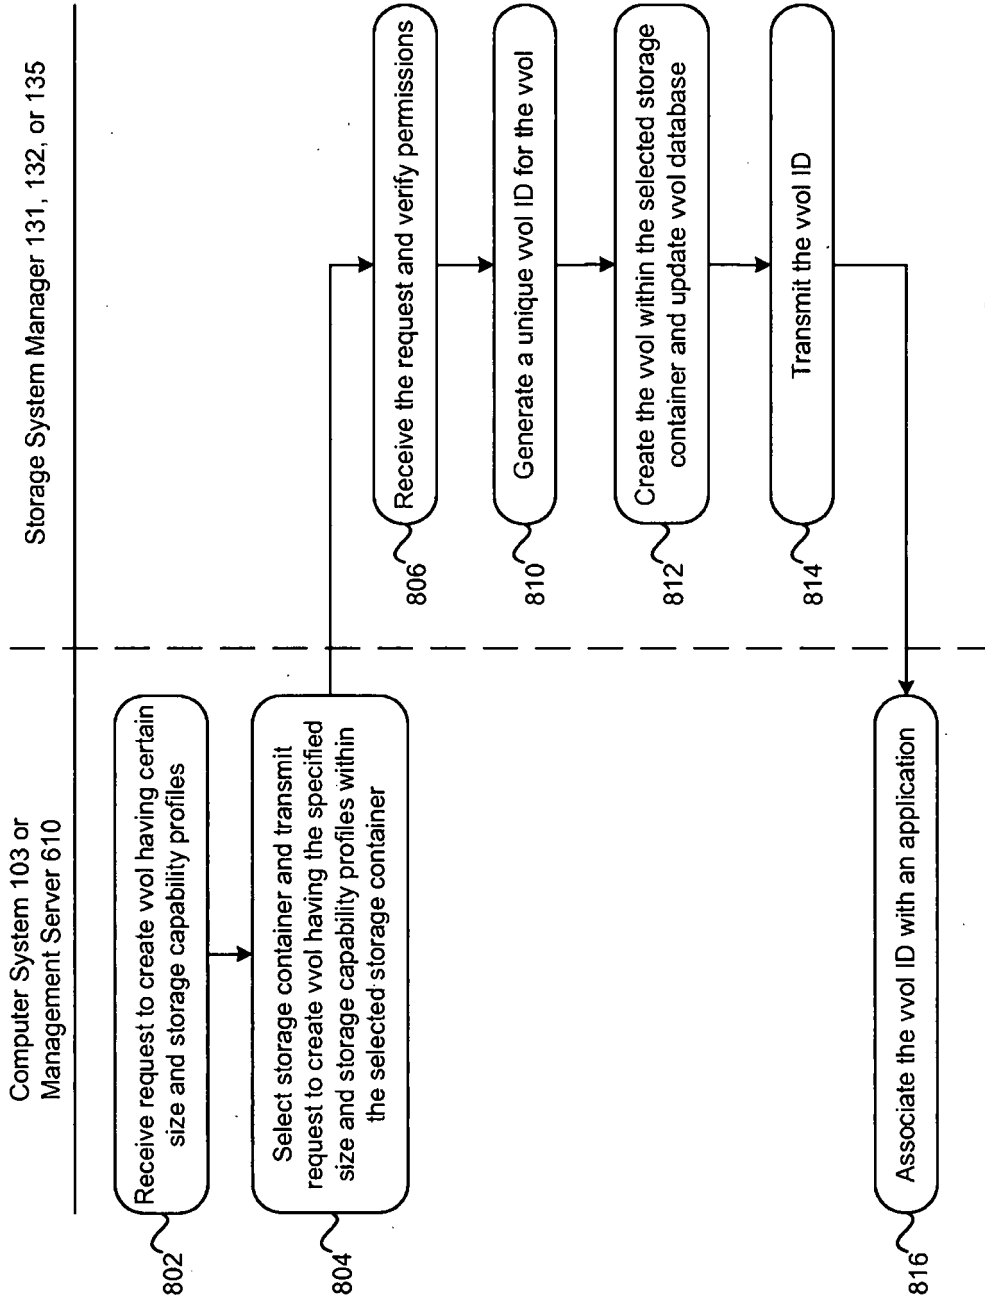 Computer System 103 or
Management Server 610
Storage System Manager 131, 132, or 135
Receive request to create vvol having certain
size and storage capability profiles
802
Select storage container and transmit
request to create vvol having the specified
size and storage capability profiles within
the selected storage container
804
Receive the request and verify permissions
806
Generate a unique vvol ID for the vvol
810
Create the vvol within the selected storage
container and update vvol database
812
Transmit the vvol ID
814
Associate the vvol ID with an application
816